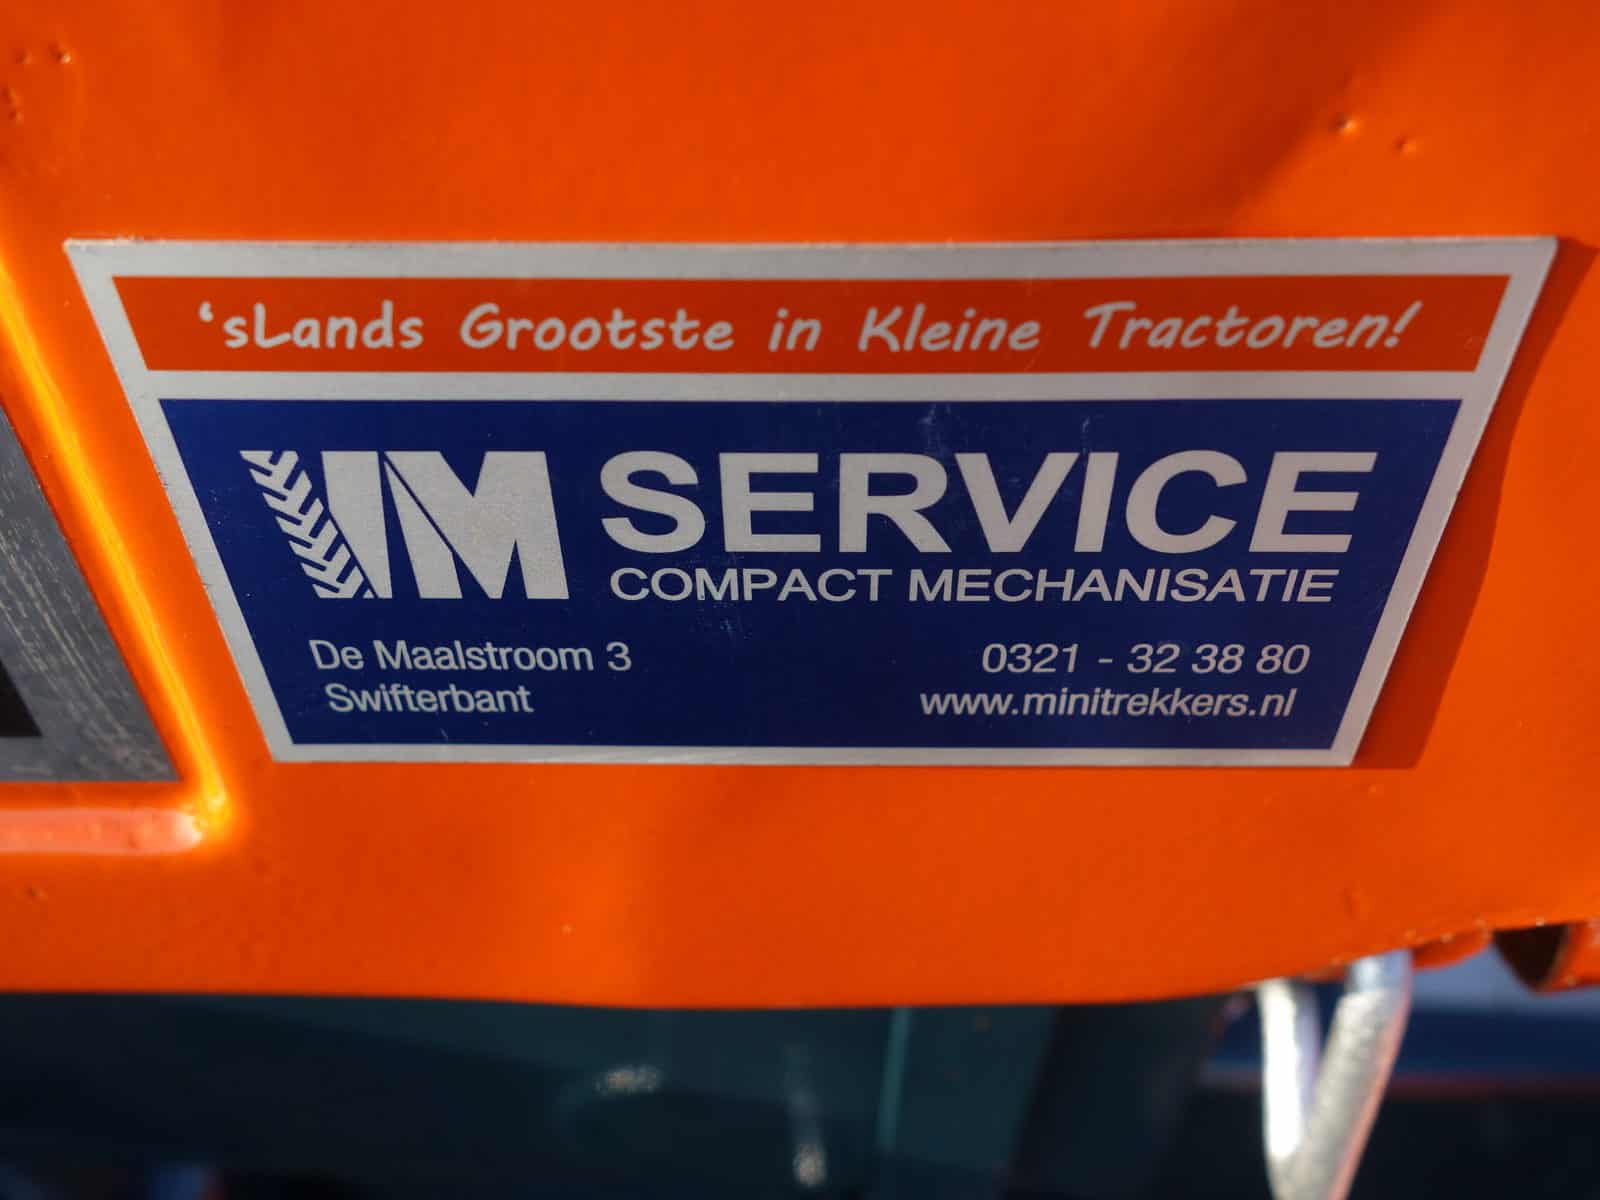 ‘sLands Grootste in Kleine Tractoren!
IM SERVICE
COMPACT MECHANISATIE
De Maalstroom 3
Swifterbant
0321 - 32 38 80
www.minitrekkers.nl